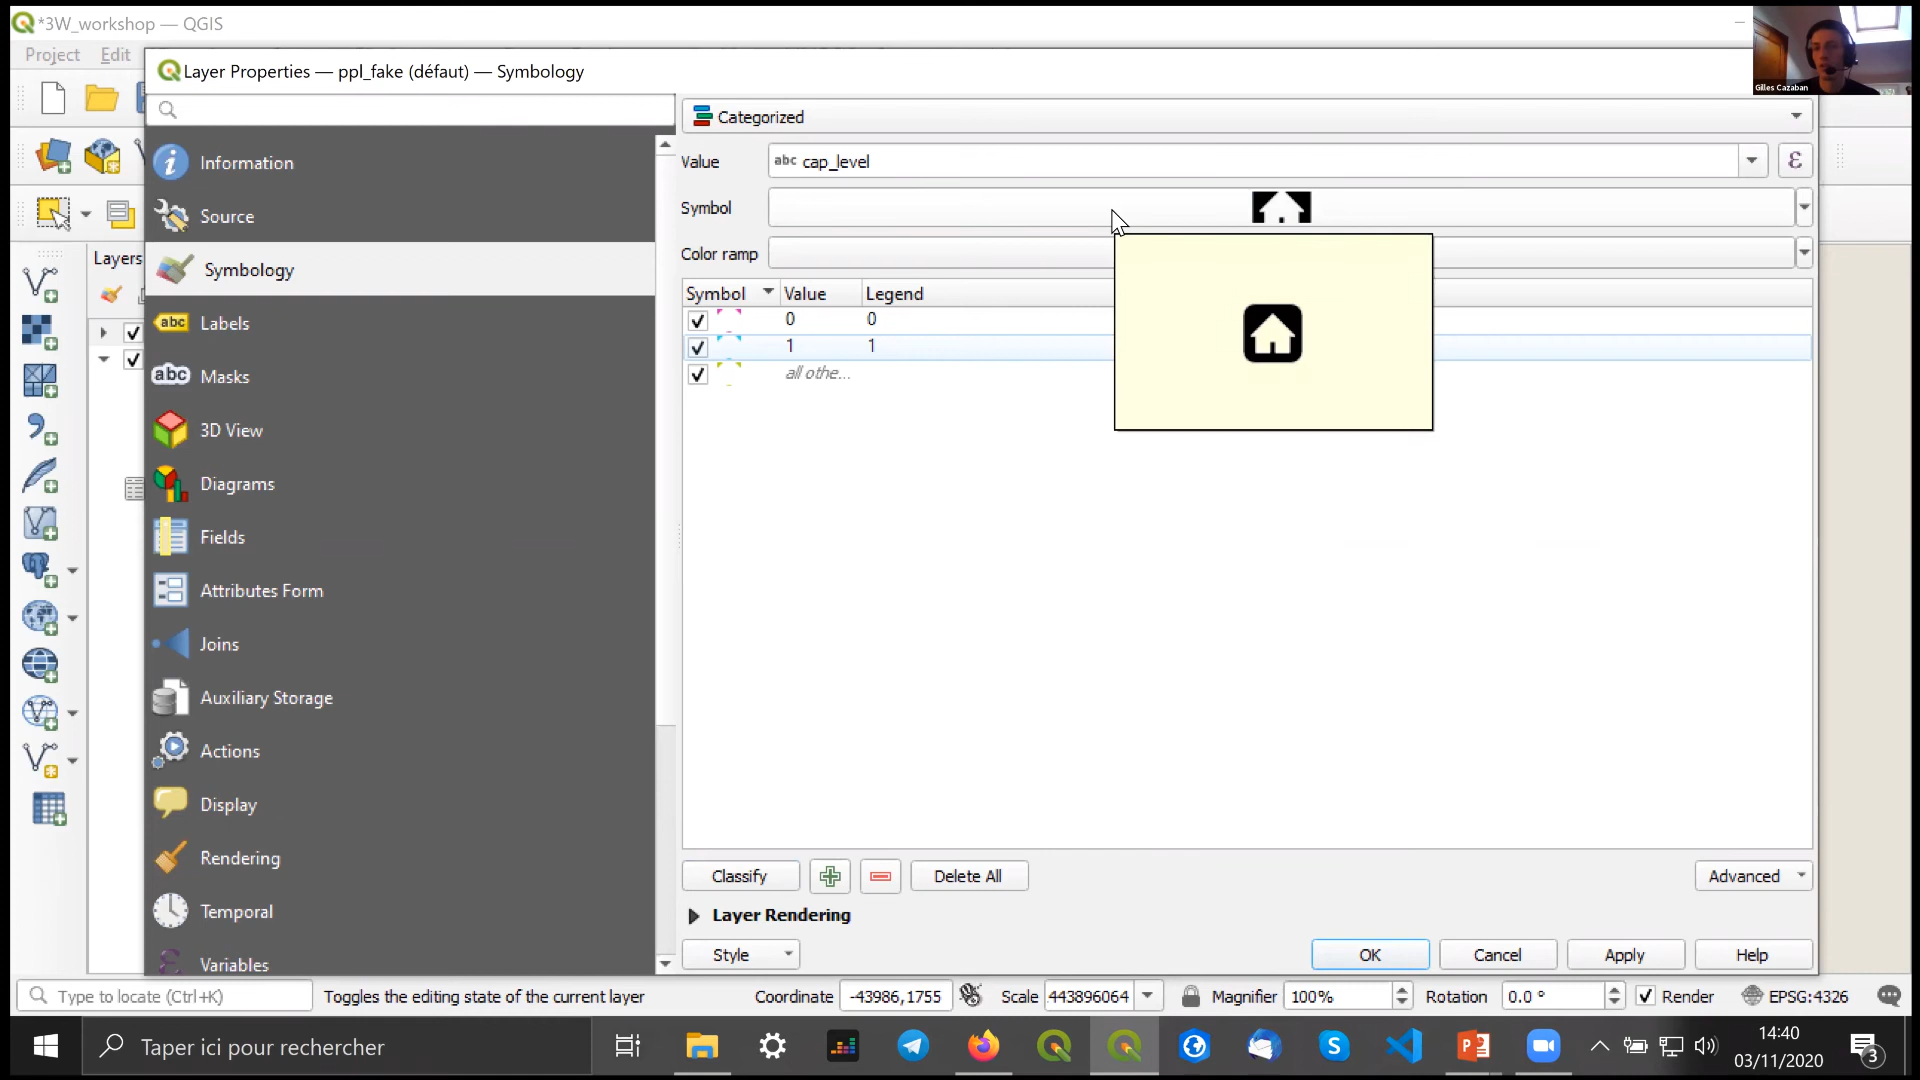 *3W_workshop — QGIS
Project Edit
Gilles Cazaban
Layer Properties — ppl_fake (défaut) — Symbology
Categorized
Information
Value abc cap_level ε
Source
Symbol
Layers
Symbology
Color ramp
Symbol Value Legend
abc Labels
0 0
1 1
abc Masks
all othe...
3D View
Diagrams
Fields
Attributes Form
Joins
Auxiliary Storage
Actions
Display
Rendering
Classify Delete All Advanced
Temporal
Layer Rendering
Variables
Style OK Cancel Apply Help
Type to locate (Ctrl+K) Toggles the editing state of the current layer Coordinate -43986,1755 Scale 443896064 Magnifier 100% Rotation 0.0 ° Render EPSG:4326
Taper ici pour rechercher
14:40
03/11/2020
3